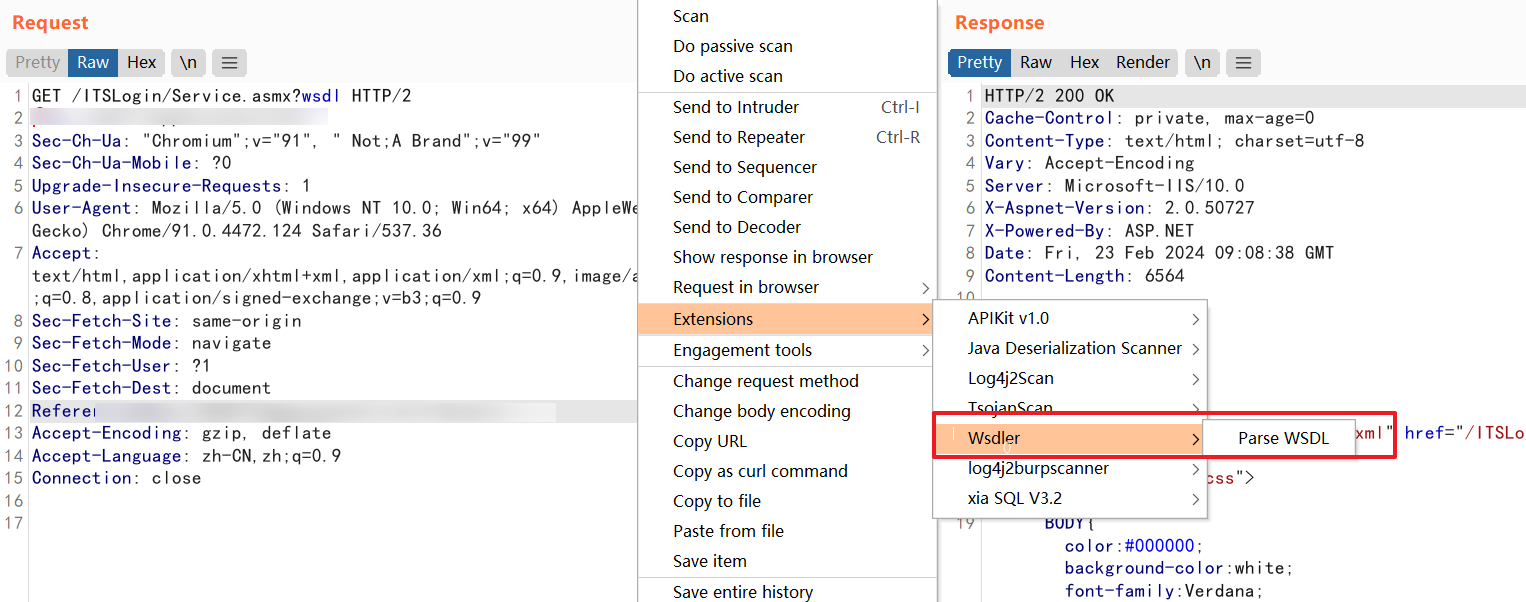 Request
Pretty Raw Hex \n
1 GET /ITSLogin/Service.asmx?wsdl HTTP/2
2
3 Sec-Ch-Ua: "Chromium";v="91", " Not;A Brand";v="99"
4 Sec-Ch-Ua-Mobile: ?0
5 Upgrade-Insecure-Requests: 1
6 User-Agent: Mozilla/5.0 (Windows NT 10.0; Win64; x64) AppleWe
Gecko) Chrome/91.0.4472.124 Safari/537.36
7 Accept:
text/html,application/xhtml+xml,application/xml;q=0.9,image/a
;q=0.8,application/signed-exchange;v=b3;q=0.9
8 Sec-Fetch-Site: same-origin
9 Sec-Fetch-Mode: navigate
10 Sec-Fetch-User: ?1
11 Sec-Fetch-Dest: document
12 Referer
13 Accept-Encoding: gzip, deflate
14 Accept-Language: zh-CN,zh;q=0.9
15 Connection: close
16
17
Scan
Do passive scan
Do active scan
Send to Intruder Ctrl-I
Send to Repeater Ctrl-R
Send to Sequencer
Send to Comparer
Send to Decoder
Show response in browser
Request in browser
Extensions
Engagement tools
Change request method
Change body encoding
Copy URL
Copy as curl command
Copy to file
Paste from file
Save item
Save entire history
APIKit v1.0
Java Deserialization Scanner
Log4j2Scan
TsojanScan
Wsdler
log4j2burpscanner
xia SQL V3.2
Parse WSDL
Response
Pretty Raw Hex Render \n
1 HTTP/2 200 OK
2 Cache-Control: private, max-age=0
3 Content-Type: text/html; charset=utf-8
4 Vary: Accept-Encoding
5 Server: Microsoft-IIS/10.0
6 X-Aspnet-Version: 2.0.50727
7 X-Powered-By: ASP.NET
8 Date: Fri, 23 Feb 2024 09:08:38 GMT
9 Content-Length: 6564
10
xml" href="/ITSLo
css">
19 BODY{
color:#000000;
background-color:white;
font-family:Verdana;